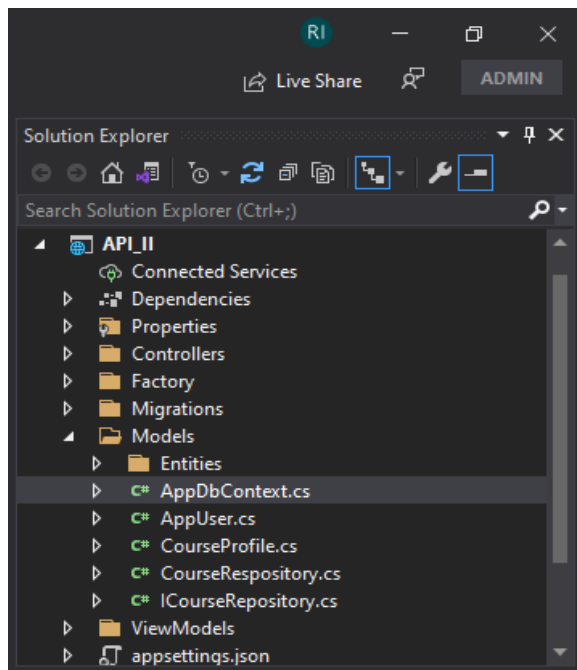 RI
Live Share
ADMIN
Solution Explorer
Search Solution Explorer (Ctrl+;)
API_II
Connected Services
Dependencies
Properties
Controllers
Factory
Migrations
Models
Entities
C# AppDbContext.cs
C# AppUser.cs
C# CourseProfile.cs
C# CourseRespository.cs
C# ICourseRepository.cs
ViewModels
appsettings.json